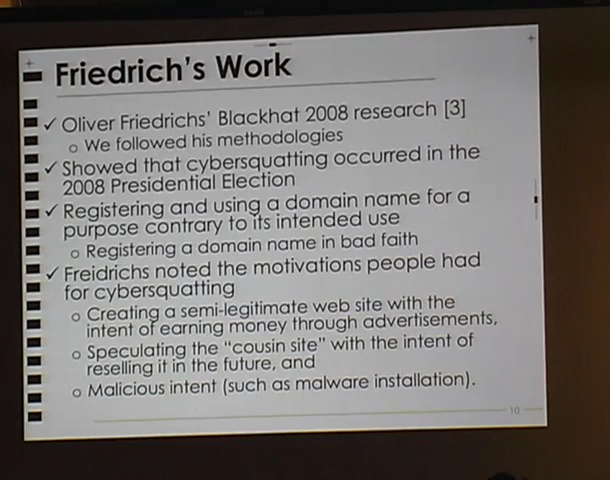 Friedrich's Work
✓ Oliver Friedrichs' Blackhat 2008 research [3]
o We followed his methodologies
✓ Showed that cybersquatting occurred in the
2008 Presidential Election
✓ Registering and using a domain name for a
purpose contrary to its intended use
o Registering a domain name in bad faith
✓ Freidrichs noted the motivations people had
for cybersquatting
o Creating a semi-legitimate web site with the
intent of earning money through advertisements,
o Speculating the "cousin site" with the intent of
reselling it in the future, and
o Malicious intent (such as malware installation).
10